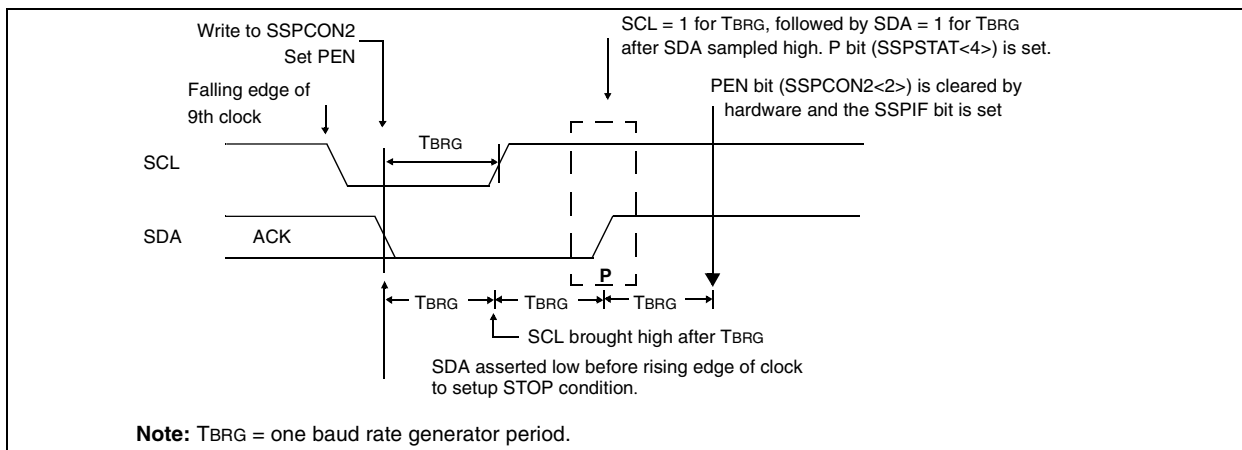 Write to SSPCON2
Set PEN
SCL = 1 for TBRG, followed by SDA = 1 for TBRG
after SDA sampled high. P bit (SSPSTAT<4>) is set.
Falling edge of
9th clock
PEN bit (SSPCON2<2>) is cleared by
hardware and the SSPIF bit is set
TBRG
SCL
SDA
ACK
P
TBRG
TBRG
TBRG
SCL brought high after TBRG
SDA asserted low before rising edge of clock
to setup STOP condition.
Note: TBRG = one baud rate generator period.